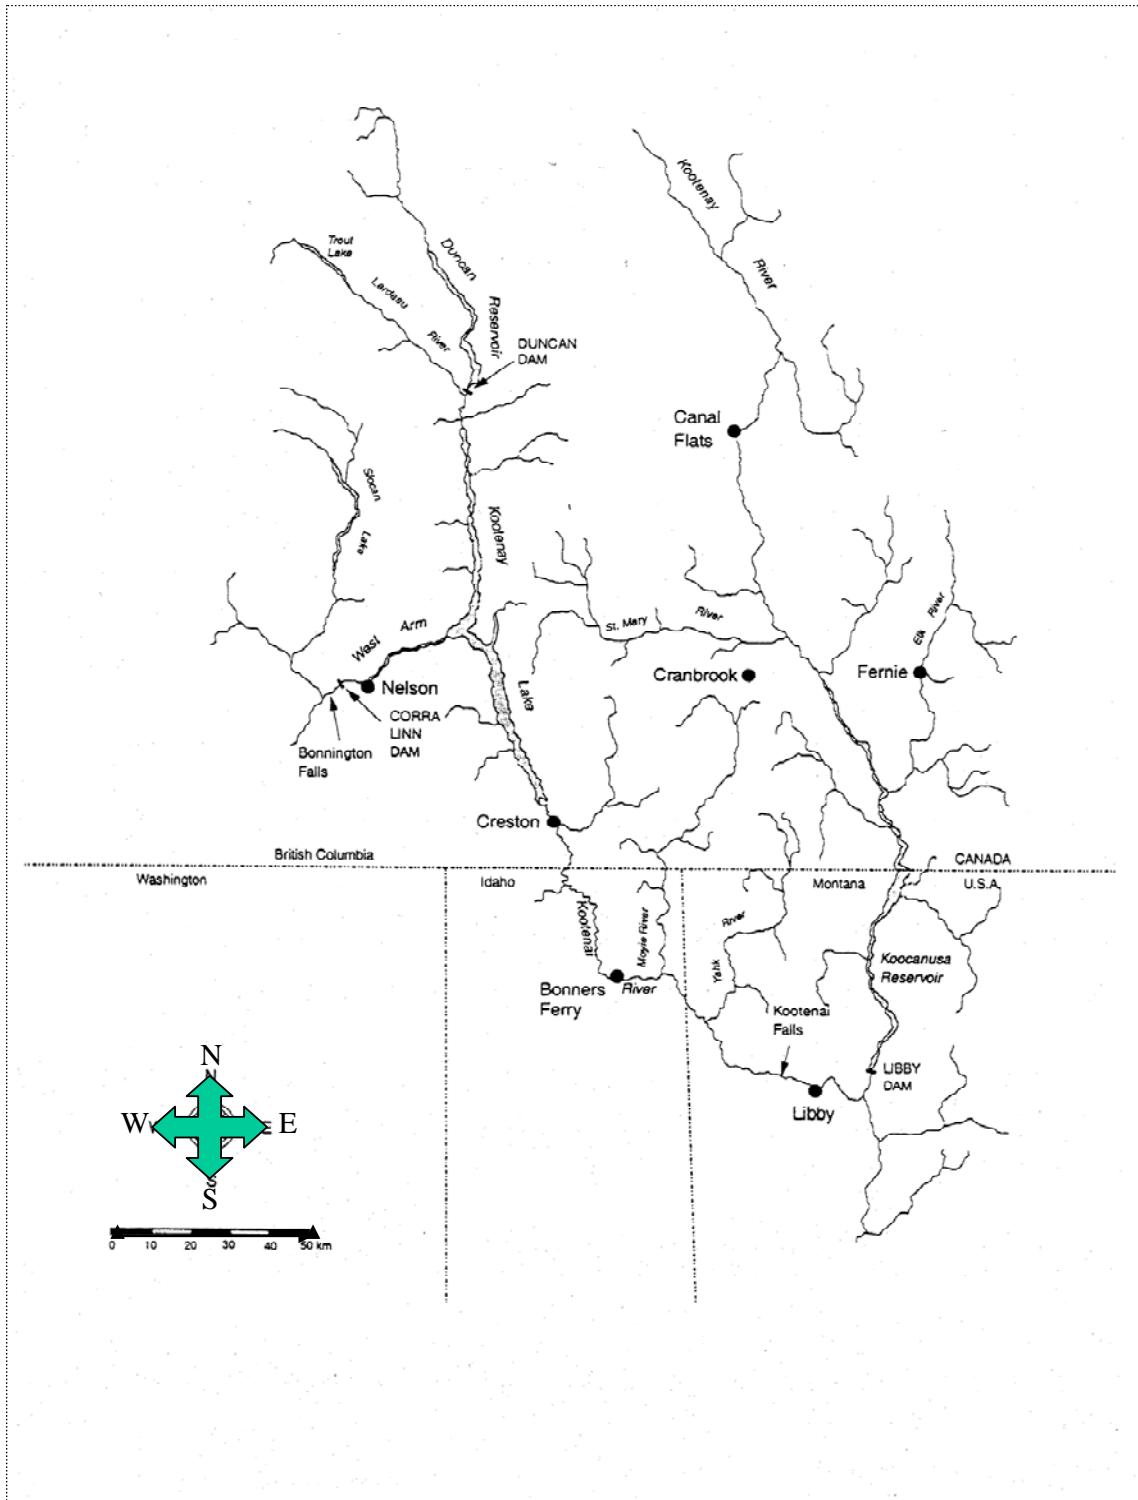 Kootenay
River
Trout
Lake
Duncan
Reservoir
Lardeau
River
DUNCAN
DAM
Canal
Flats
Slocan
Lake
Kootenay
Lake
West Arm
St. Mary River
Elk River
Cranbrook
Fernie
Nelson
CORRA
LINN
DAM
Bonnington
Falls
Creston
British Columbia
CANADA
Washington
Idaho
Montana
U.S.A.
Kootenai
River
Moyie River
Yahk
River
Koocanusa
Reservoir
Bonners
Ferry
Kootenai
Falls
LIBBY
DAM
Libby
N
N
W
E
S
S
0 10 20 30 40 50 km